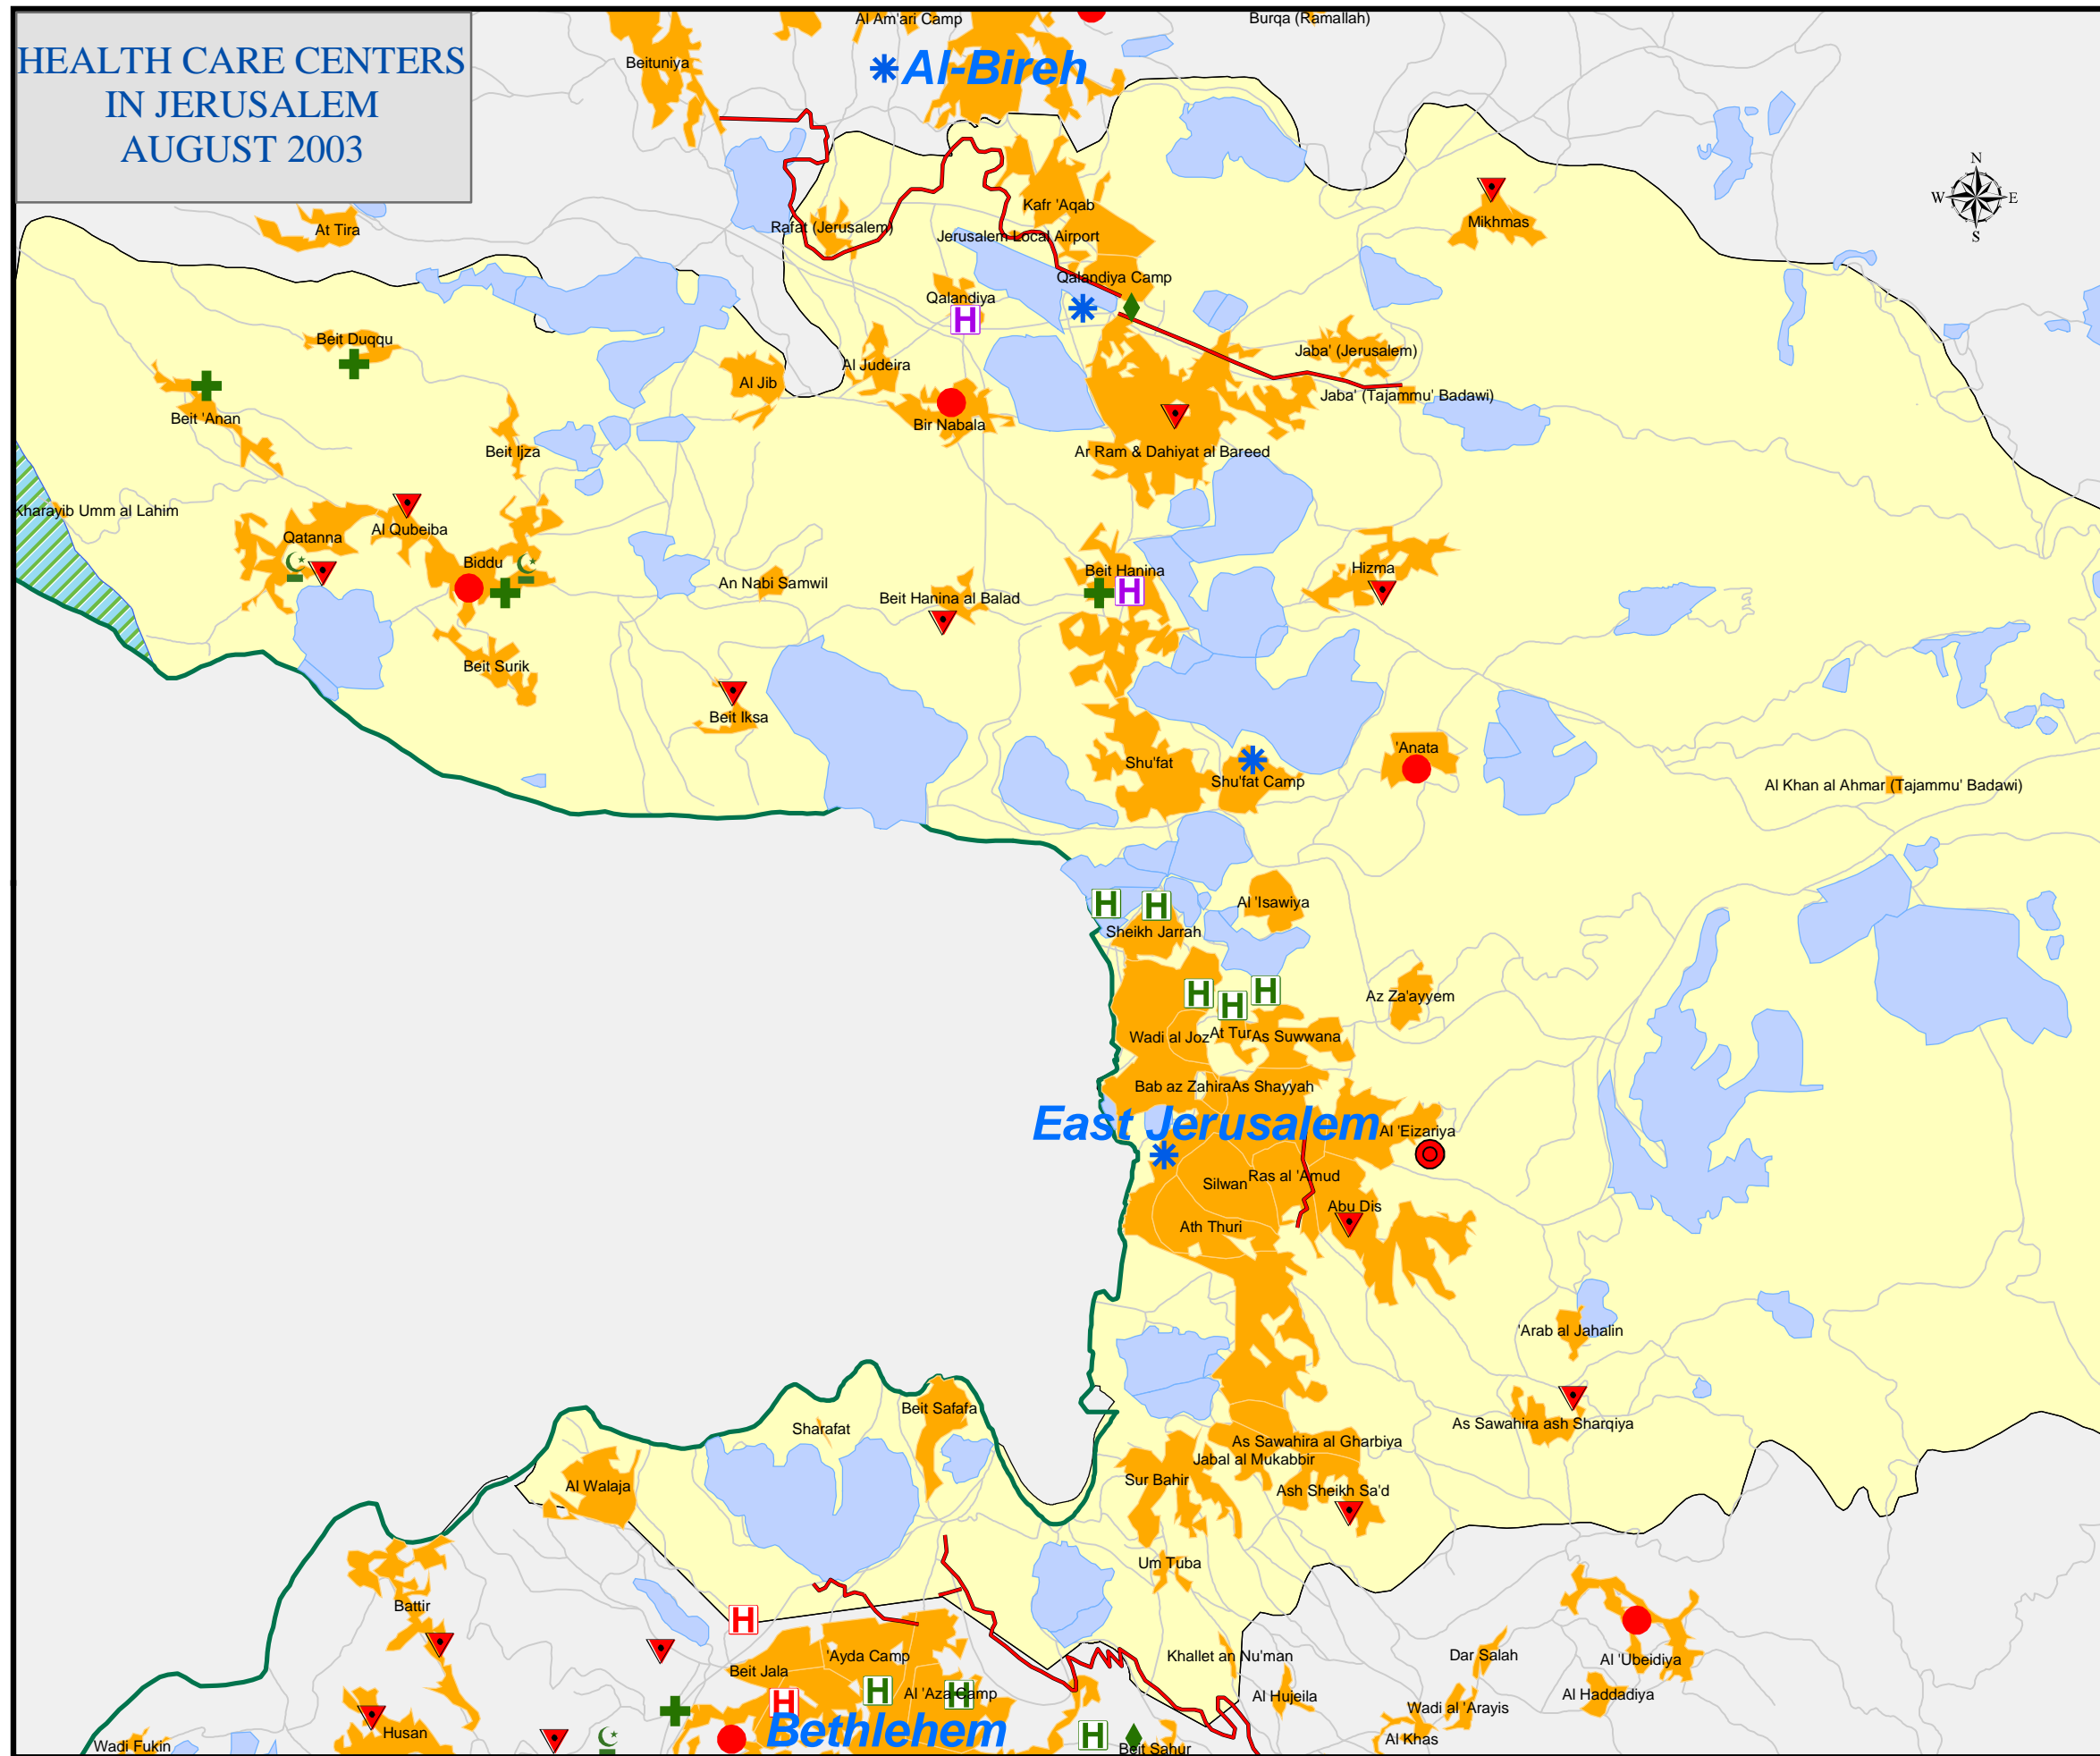 HEALTH CARE CENTERS
IN JERUSALEM
AUGUST 2003
Al Am'ari Camp
Burqa (Ramallah)
Beituniya
Al-Bireh
N
W E
S
Mikhmas
Kafr 'Aqab
At Tira
Rafat (Jerusalem)
Jerusalem Local Airport
Qalandiya Camp
Qalandiya
H
Beit Duqqu
Al Judeira
Jaba' (Jerusalem)
Al Jib
Jaba' (Tajammu' Badawi)
Beit 'Anan
Bir Nabala
Beit Ijza
Ar Ram & Dahiyat al Bareed
Kharayib Umm al Lahim
Al Qubeiba
Qatanna
Biddu
Beit Hanina
H
Hizma
An Nabi Samwil
Beit Hanina al Balad
Beit Surik
Beit Iksa
'Anata
Shu'fat
Shu'fat Camp
Al Khan al Ahmar (Tajammu' Badawi)
H
H
Al 'Isawiya
Sheikh Jarrah
H
H
H
Az Za'ayyem
Wadi al Joz
At Tur
As Suwwana
Bab az Zahira
As Shayyah
East Jerusalem
Al 'Eizariya
Ras al 'Amud
Silwan
Abu Dis
Ath Thuri
'Arab al Jahalin
Beit Safafa
Sharafat
As Sawahira ash Sharqiya
As Sawahira al Gharbiya
Jabal al Mukabbir
Sur Bahir
Al Walaja
Ash Sheikh Sa'd
Um Tuba
Battir
H
Khallet an Nu'man
Dar Salah
Al 'Ubeidiya
'Ayda Camp
Beit Jala
H
H
Al 'Aza Camp
H
Al Hujeila
Al Haddadiya
Wadi al 'Arayis
Bethlehem
Husan
H
Al Khas
Wadi Fukin
Beit Sahur